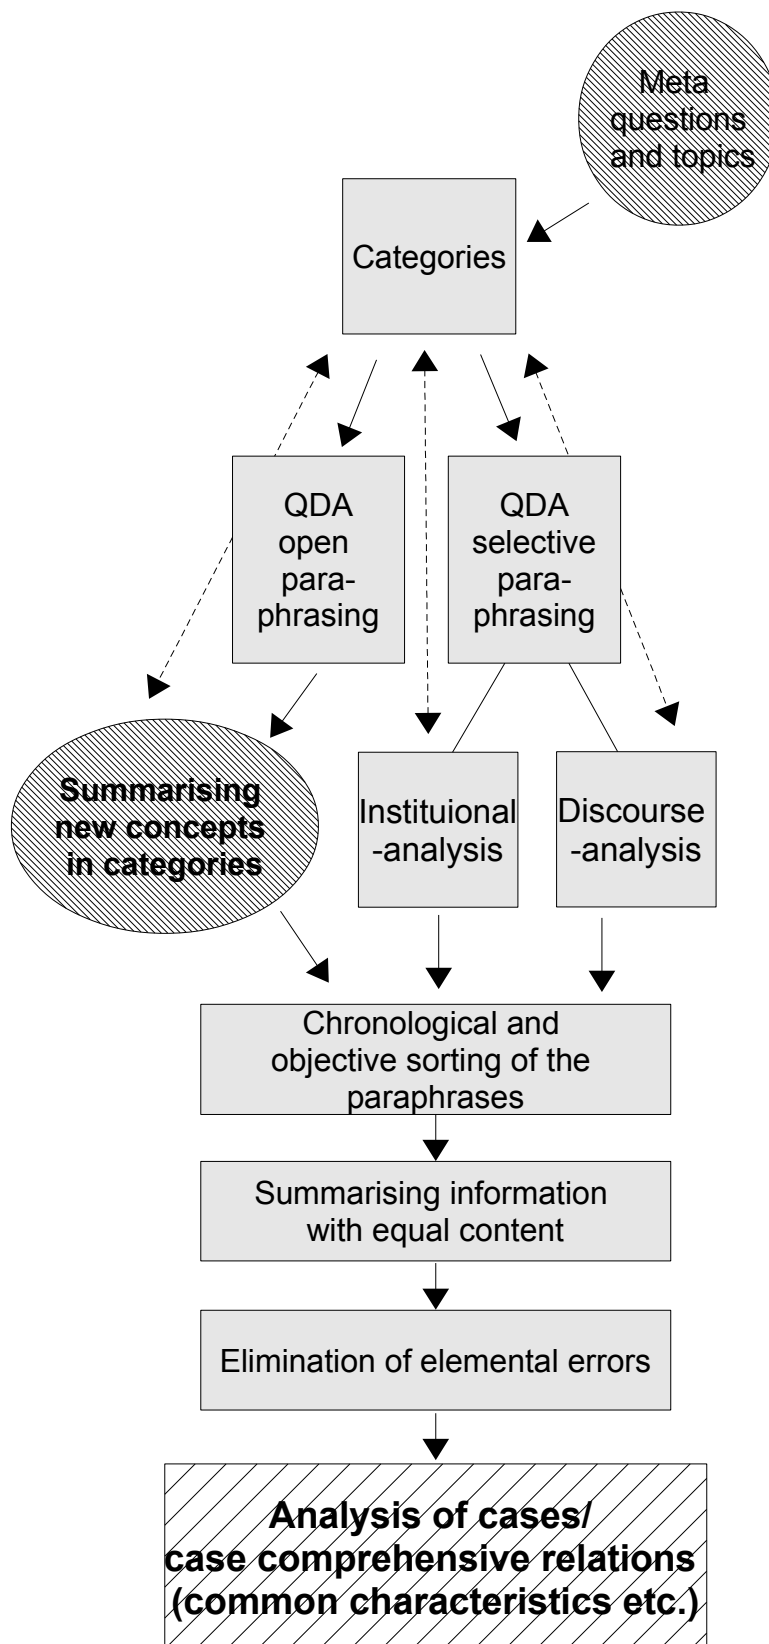 Meta
questions
and topics
Categories
QDA
open
para-
phrasing
QDA
selective
para-
phrasing
Summarising
new concepts
in categories
Instituional
-analysis
Discourse
-analysis
Chronological and
objective sorting of the
paraphrases
Summarising information
with equal content
Elimination of elemental errors
Analysis of cases/
case comprehensive relations
(common characteristics etc.)